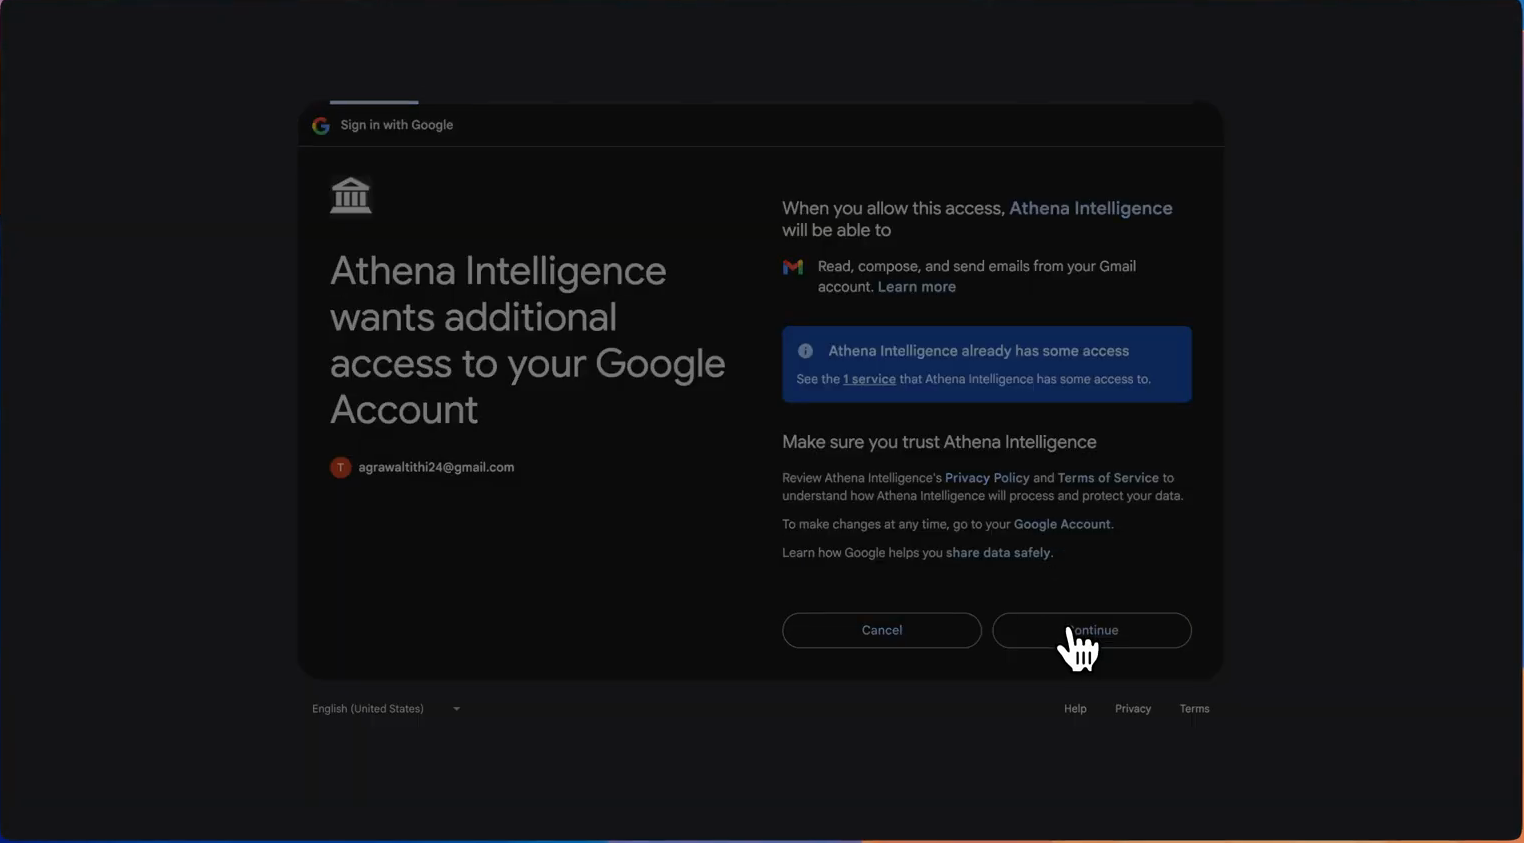 Sign in with Google
Athena Intelligence
wants additional
access to your Google
Account
T agrawaltithi24@gmail.com
When you allow this access, Athena Intelligence
will be able to
Read, compose, and send emails from your Gmail
account. Learn more
Athena Intelligence already has some access
See the 1 service that Athena Intelligence has some access to.
Make sure you trust Athena Intelligence
Review Athena Intelligence's Privacy Policy and Terms of Service to
understand how Athena Intelligence will process and protect your data.
To make changes at any time, go to your Google Account.
Learn how Google helps you share data safely.
Cancel
Continue
English (United States)
Help Privacy Terms